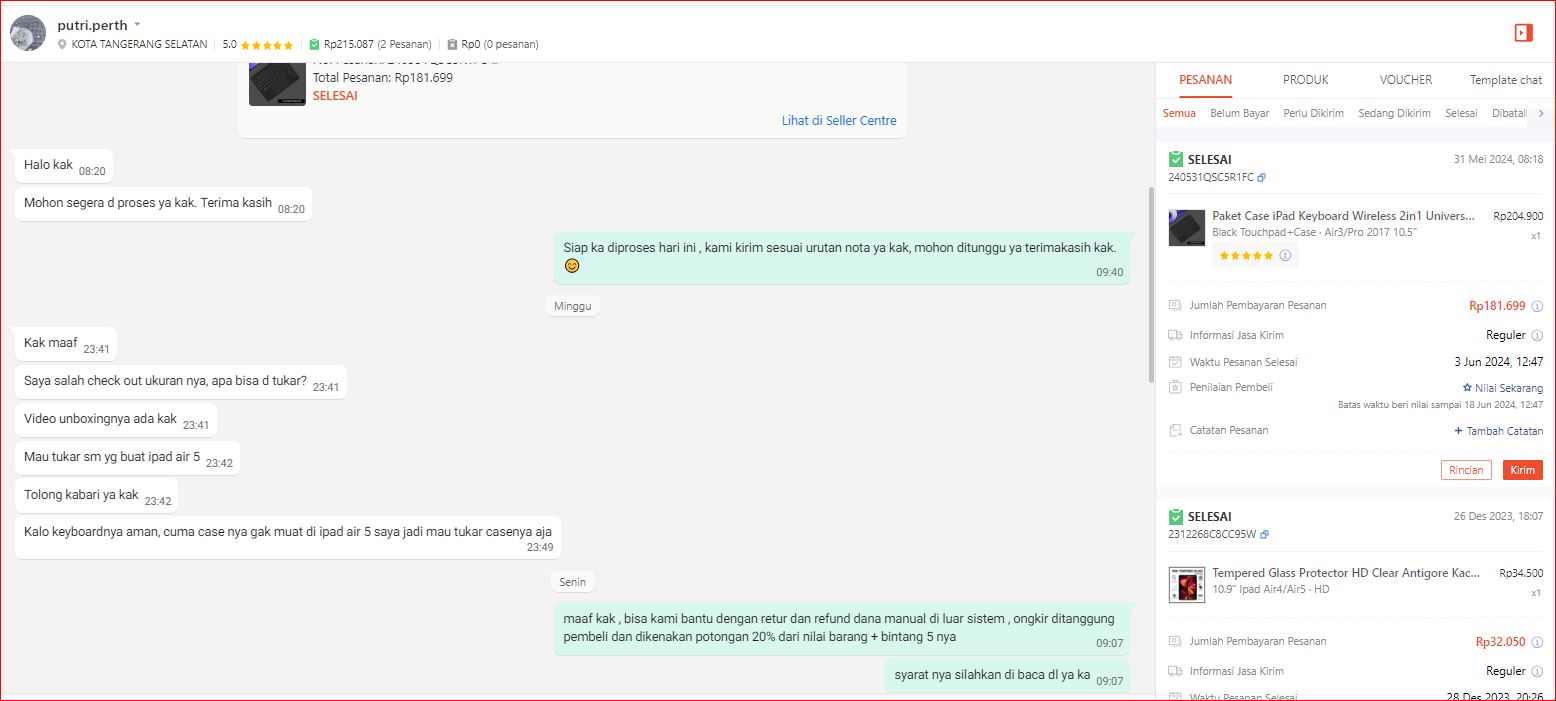 putri.perth
KOTA TANGERANG SELATAN 5.0 Rp215.087 (2 Pesanan) Rp0 (0 pesanan)
Total Pesanan: Rp181.699
SELESAI
Lihat di Seller Centre
Halo kak 08:20
Mohon segera d proses ya kak. Terima kasih 08:20
Siap ka diproses hari ini , kami kirim sesuai urutan nota ya kak, mohon ditunggu ya terimakasih kak.
😊 09:40
Minggu
Kak maaf 23:41
Saya salah check out ukuran nya, apa bisa d tukar? 23:41
Video unboxingnya ada kak 23:41
Mau tukar sm yg buat ipad air 5 23:42
Tolong kabari ya kak 23:42
Kalo keyboardnya aman, cuma case nya gak muat di ipad air 5 saya jadi mau tukar casenya aja
23:49
Senin
maaf kak , bisa kami bantu dengan retur dan refund dana manual di luar sistem , ongkir ditanggung
pembeli dan dikenakan potongan 20% dari nilai barang + bintang 5 nya
09:07
syarat nya silahkan di baca dl ya ka 09:07
PESANAN PRODUK VOUCHER Template chat
Semua Belum Bayar Perlu Dikirim Sedang Dikirim Selesai Dibatal
SELESAI 31 Mei 2024, 08:18
240531QSC5R1FC
Paket Case iPad Keyboard Wireless 2in1 Univers... Rp204.900
Black Touchpad+Case · Air3/Pro 2017 10.5" x1
Jumlah Pembayaran Pesanan Rp181.699
Informasi Jasa Kirim Reguler
Waktu Pesanan Selesai 3 Jun 2024, 12:47
Penilaian Pembeli Nilai Sekarang
Batas waktu beri nilai sampai 18 Jun 2024, 12:47
Catatan Pesanan + Tambah Catatan
Rincian Kirim
SELESAI 26 Des 2023, 18:07
2312268C8CC95W
Tempered Glass Protector HD Clear Antigore Kac... Rp34.500
10.9" Ipad Air4/Air5 · HD x1
Jumlah Pembayaran Pesanan Rp32.050
Informasi Jasa Kirim Reguler
Waktu Pesanan Selesai 28 Des 2023, 20:26